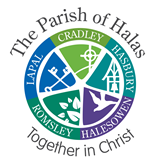 The Parish of Halas
CRADLEY
HASBURY
HALESOWEN
ROMSLEY
LAPAL
Together in Christ